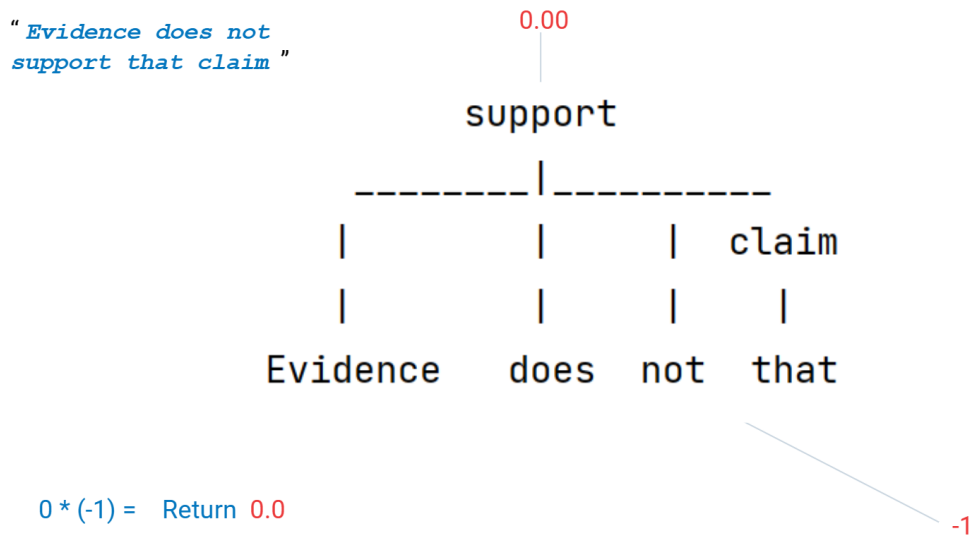 “ Evidence does not
support that claim ”
0.00
support
claim
Evidence does not that
0 * (-1) = Return 0.0
-1